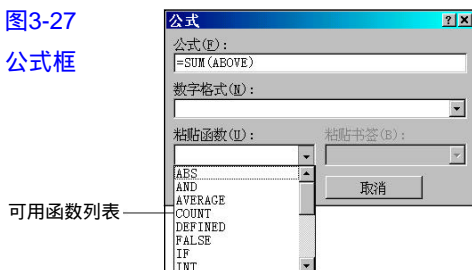 图3-27
公式框
公式
公式(F):
=SUM(ABOVE)
数字格式(N):
粘贴函数(U):
粘贴书签(B):
ABS
AND
AVERAGE
COUNT
DEFINED
FALSE
IF
INT
取消
可用函数列表